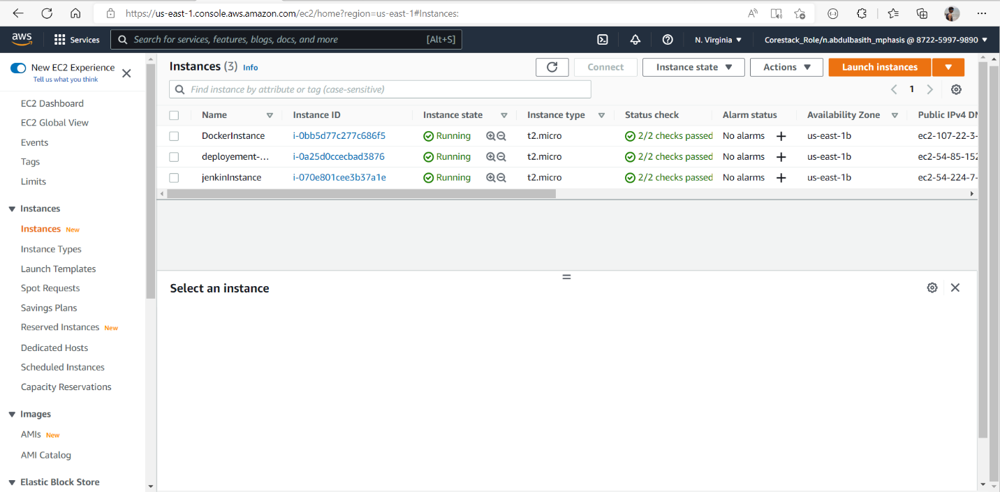 https://us-east-1.console.aws.amazon.com/ec2/home?region=us-east-1#Instances:
aws Services Search for services, features, blogs, docs, and more [Alt+S] N. Virginia Corestack_Role/n.abdulbasith_mphasis @ 8722-5997-9890
New EC2 Experience
Tell us what you think
EC2 Dashboard
EC2 Global View
Events
Tags
Limits
Instances
Instances New
Instance Types
Launch Templates
Spot Requests
Savings Plans
Reserved Instances New
Dedicated Hosts
Scheduled Instances
Capacity Reservations
Images
AMIs New
AMI Catalog
Elastic Block Store
Instances (3) Info Connect Instance state Actions Launch instances
Find instance by attribute or tag (case-sensitive) 1
Name Instance ID Instance state Instance type Status check Alarm status Availability Zone Public IPv4 DN
DockerInstance i-0bb5d77c277c686f5 Running t2.micro 2/2 checks passed No alarms + us-east-1b ec2-107-22-3-
deployement-... i-0a25d0ccecbad3876 Running t2.micro 2/2 checks passed No alarms + us-east-1b ec2-54-85-152
jenkinInstance i-070e801cee3b37a1e Running t2.micro 2/2 checks passed No alarms + us-east-1b ec2-54-224-7-
Select an instance